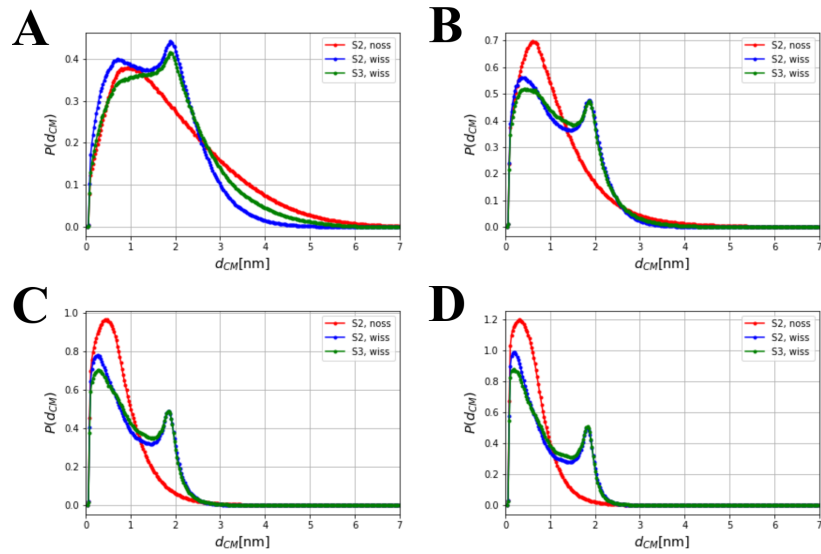 A
0.4
0.3
0.2
0.1
0.0
P(d_CM)
S2, noss
S2, wiss
S3, wiss
0 1 2 3 4 5 6 7
d_CM[nm]
B
0.7
0.6
0.5
0.4
0.3
0.2
0.1
0.0
P(d_CM)
S2, noss
S2, wiss
S3, wiss
0 1 2 3 4 5 6 7
d_CM[nm]
C
1.0
0.8
0.6
0.4
0.2
0.0
P(d_CM)
S2, noss
S2, wiss
S3, wiss
0 1 2 3 4 5 6 7
d_CM[nm]
D
1.2
1.0
0.8
0.6
0.4
0.2
0.0
P(d_CM)
S2, noss
S2, wiss
S3, wiss
0 1 2 3 4 5 6 7
d_CM[nm]